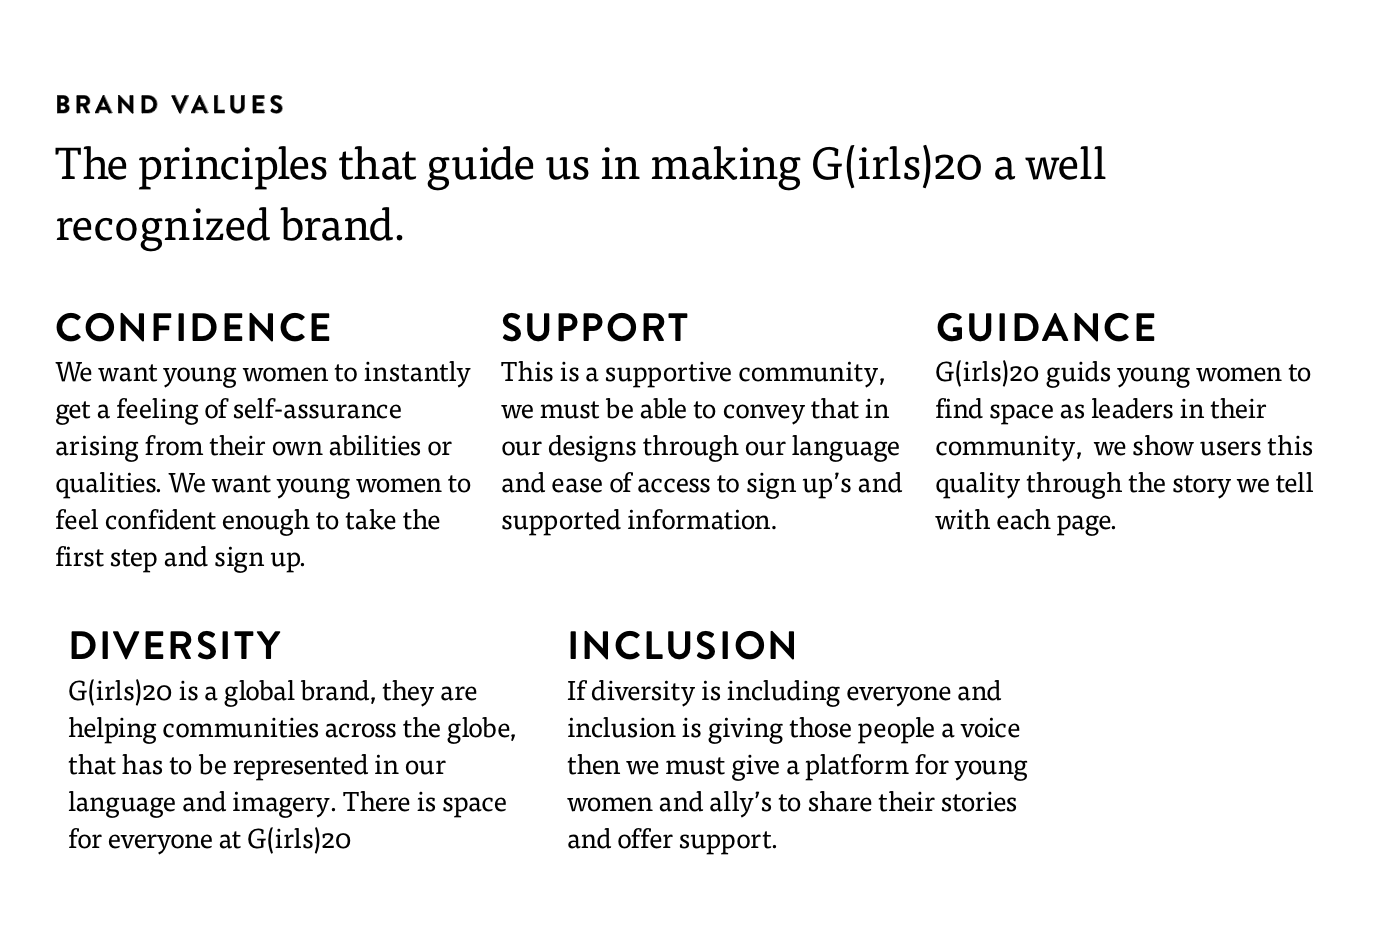 BRAND VALUES
The principles that guide us in making G(irls)20 a well
recognized brand.
CONFIDENCE
We want young women to instantly
get a feeling of self-assurance
arising from their own abilities or
qualities. We want young women to
feel confident enough to take the
first step and sign up.
SUPPORT
This is a supportive community,
we must be able to convey that in
our designs through our language
and ease of access to sign up’s and
supported information.
GUIDANCE
G(irls)20 guids young women to
find space as leaders in their
community,  we show users this
quality through the story we tell
with each page.
DIVERSITY
G(irls)20 is a global brand, they are
helping communities across the globe,
that has to be represented in our
language and imagery. There is space
for everyone at G(irls)20
INCLUSION
If diversity is including everyone and
inclusion is giving those people a voice
then we must give a platform for young
women and ally’s to share their stories
and offer support.